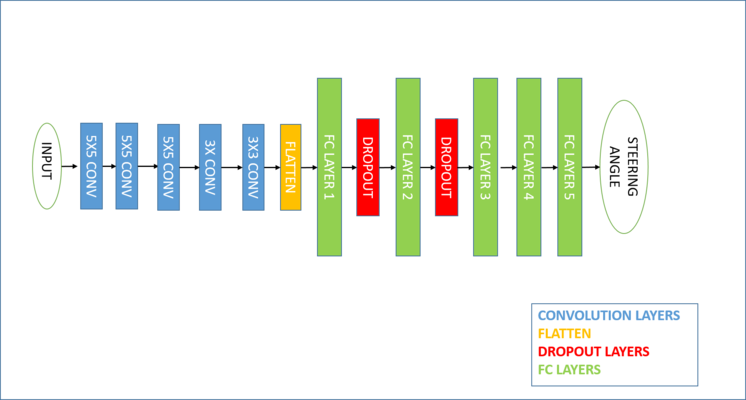 INPUT
5X5 CONV
5X5 CONV
5X5 CONV
3X CONV
3X3 CONV
FLATTEN
FC LAYER 1
DROPOUT
FC LAYER 2
DROPOUT
FC LAYER 3
FC LAYER 4
FC LAYER 5
STEERING
ANGLE
CONVOLUTION LAYERS
FLATTEN
DROPOUT LAYERS
FC LAYERS